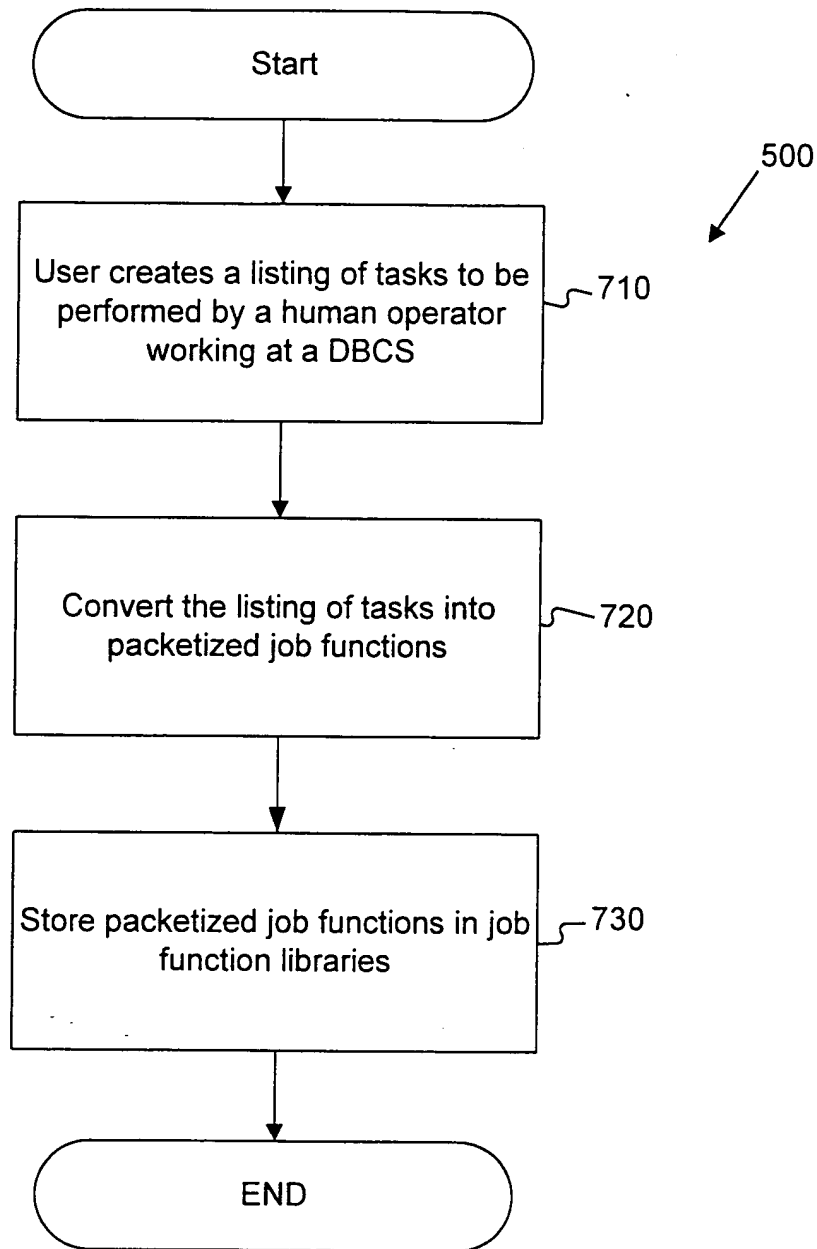 Start
500
User creates a listing of tasks to be
performed by a human operator
working at a DBCS
710
Convert the listing of tasks into
packetized job functions
720
Store packetized job functions in job
function libraries
730
END